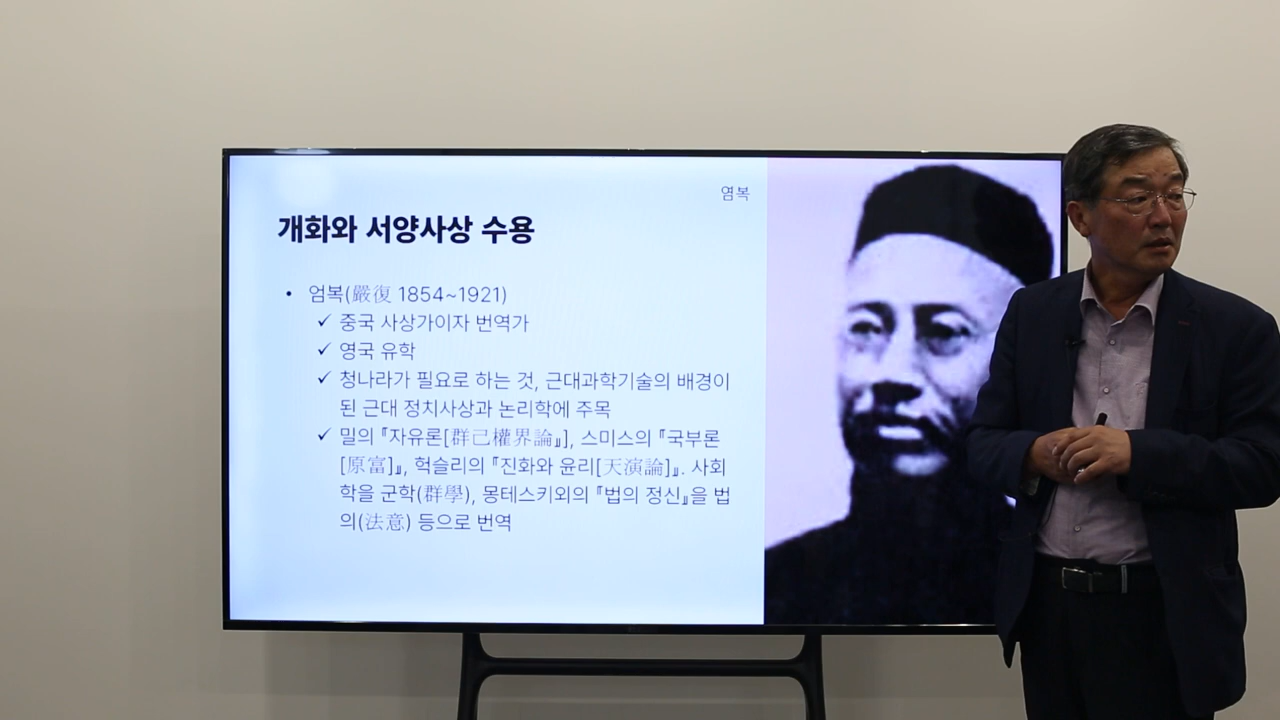 염복
개화와 서양사상 수용
• 엄복(嚴復 1854~1921)
✓ 중국 사상가이자 번역가
✓ 영국 유학
✓ 청나라가 필요로 하는 것, 근대과학기술의 배경이
된 근대 정치사상과 논리학에 주목
✓ 밀의 『자유론[群己權界論』], 스미스의 『국부론
[原富]』, 헉슬리의 『진화와 윤리[天演論]』. 사회
학을 군학(群學), 몽테스키외의 『법의 정신』을 법
의(法意) 등으로 번역